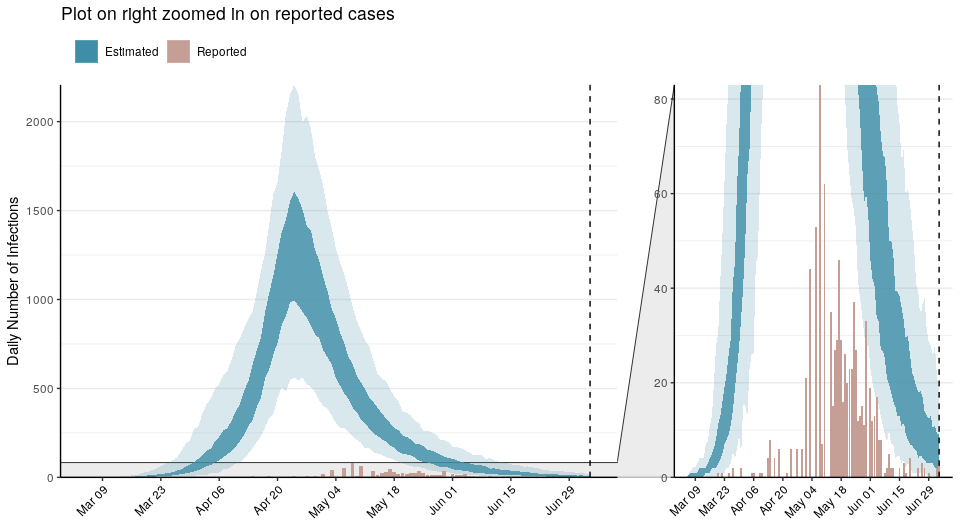 Plot on right zoomed in on reported cases
Estimated Reported
Daily Number of Infections
2000
1500
1000
500
0
Mar 09 Mar 23 Apr 06 Apr 20 May 04 May 18 Jun 01 Jun 15 Jun 29
80
60
40
20
0
Mar 09 Mar 23 Apr 06 Apr 20 May 04 May 18 Jun 01 Jun 15 Jun 29